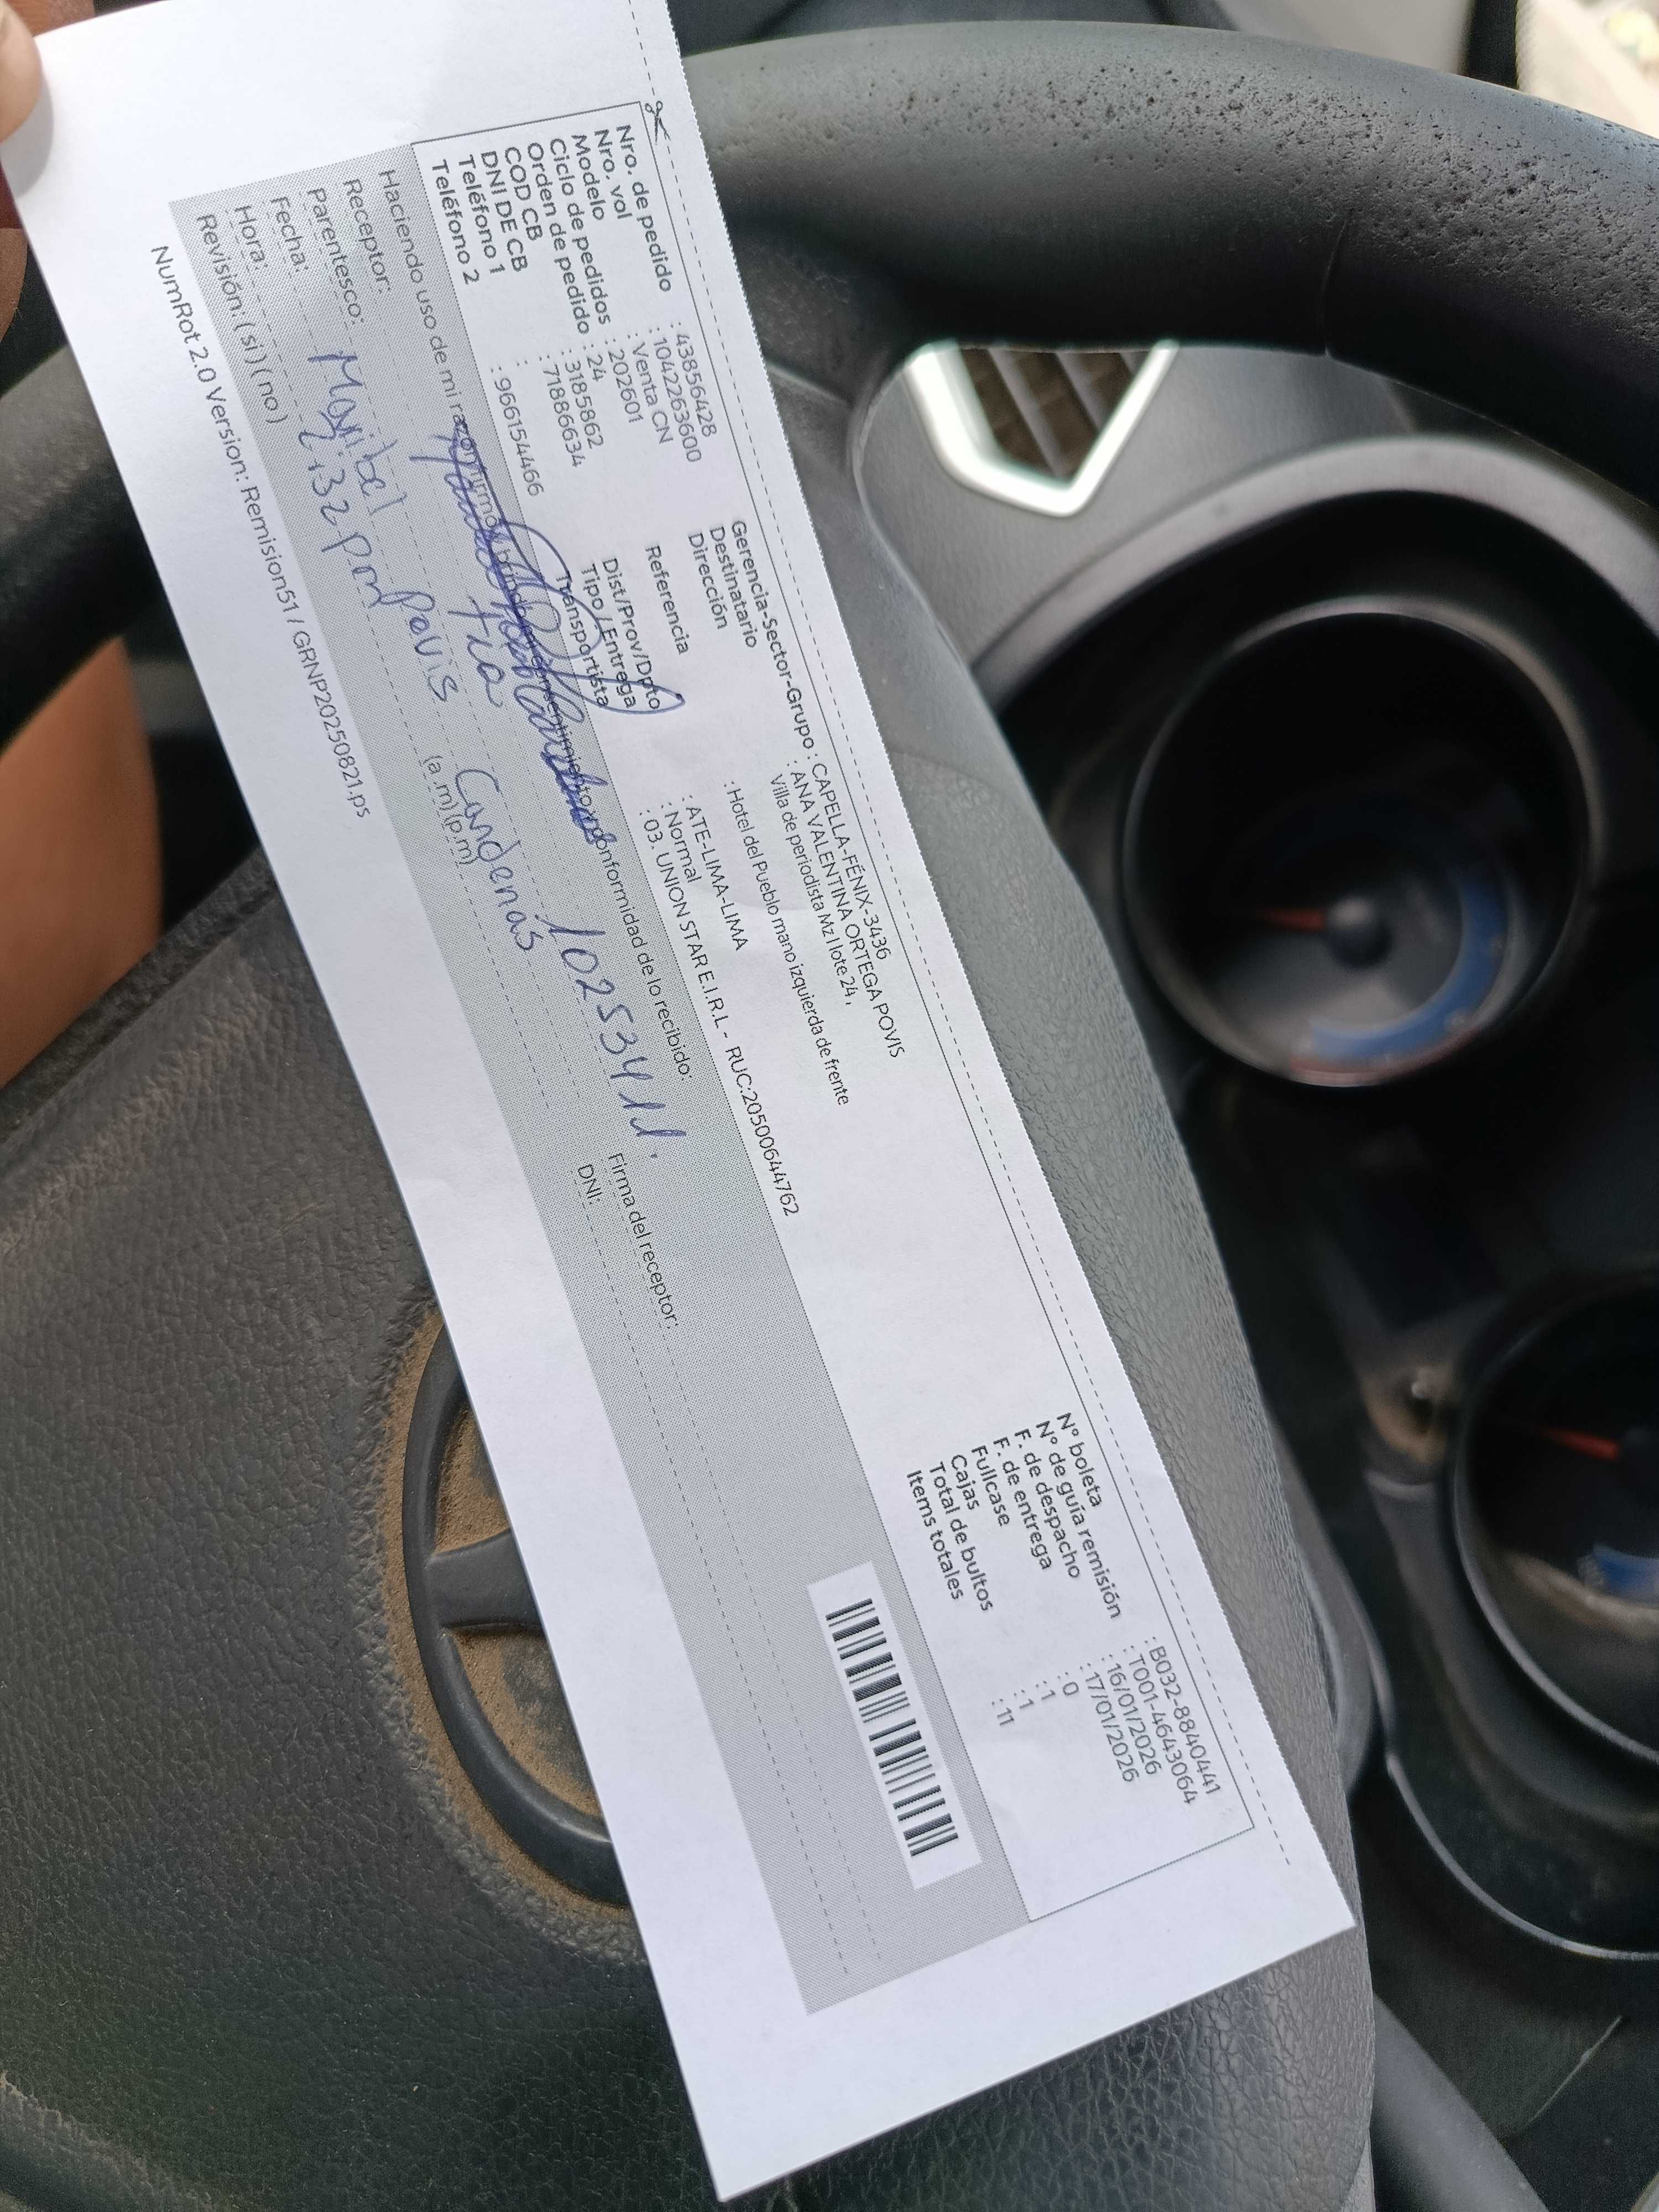 Nro. de pedido : 43856428
Nro. vol : 1042263600
Modelo : Venta CN
Ciclo de pedidos : 202601
Orden de pedido : 24
COD CB : 3185862
DNI DE CB : 71886634
Teléfono 1 :
Teléfono 2 : 966154466
Gerencia-Sector-Grupo : CAPELLA-FÉNIX-3436
Destinatario : ANA VALENTINA ORTEGA POVIS
Dirección Villa de periodista Mz I lote 24,
Referencia : Hotel del Pueblo mano izquierda de frente
Dist/Prov/Dpto : ATE-LIMA-LIMA
Tipo / Entrega : Normal
Transportista : 03. UNION STAR E.I.R.L - RUC:20500644762
N° boleta : B032-8840441
N° de guía remisión : T001-4643064
F. de despacho : 16/01/2026
F. de entrega : 17/01/2026
Fullcase : 0
Cajas : 1
Total de bultos : 1
Items totales : 11
Haciendo uso de mi conformidad de lo recibido:
Receptor: 10253411.
Parentesco: Tia
Fecha: Maribel Povis Candenas
Hora: 2:32 pm (a.m) (p.m)
Revisión: ( si ) ( no )
Firma del receptor:
DNI:
NumRot 2.0 Version: Remision51 / GRNP20250821.ps